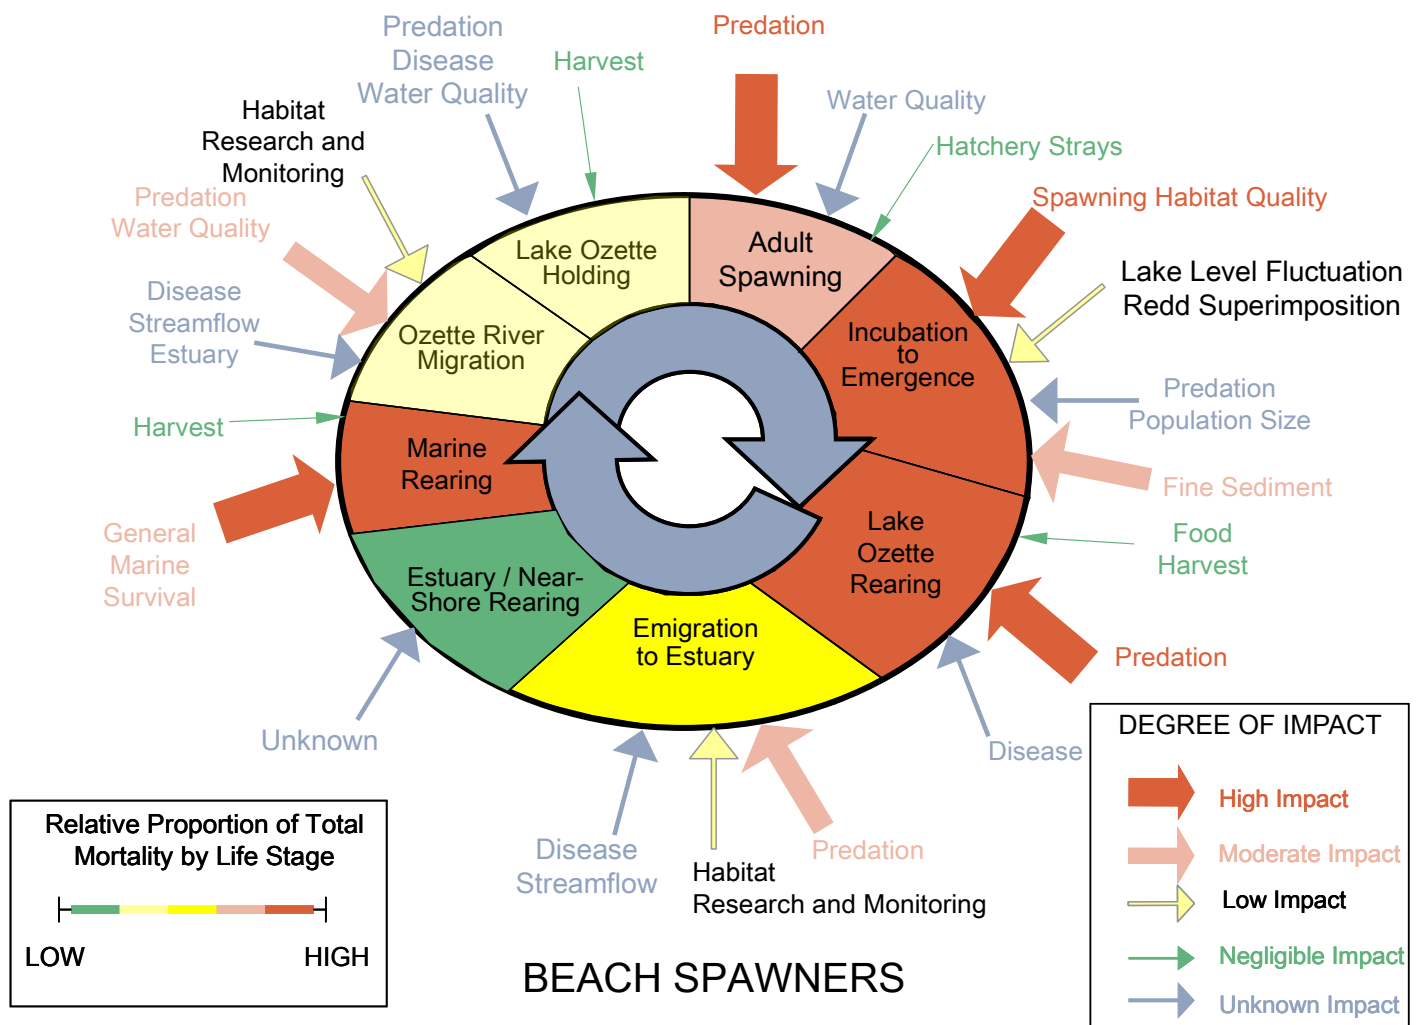 Predation
Disease
Water Quality
Harvest
Predation
Water Quality
Hatchery Strays
Habitat
Research and
Monitoring
Predation
Water Quality
Disease
Streamflow
Estuary
Harvest
General
Marine
Survival
Unknown
Spawning Habitat Quality
Lake Level Fluctuation
Redd Superimposition
Predation
Population Size
Fine Sediment
Food
Harvest
Predation
Disease
Lake Ozette
Holding
Adult
Spawning
Ozette River
Migration
Incubation
to
Emergence
Marine
Rearing
Lake
Ozette
Rearing
Estuary / Near-
Shore Rearing
Emigration
to Estuary
Disease
Streamflow
Habitat
Research and Monitoring
Predation
Relative Proportion of Total
Mortality by Life Stage
LOW HIGH
BEACH SPAWNERS
DEGREE OF IMPACT
High Impact
Moderate Impact
Low Impact
Negligible Impact
Unknown Impact